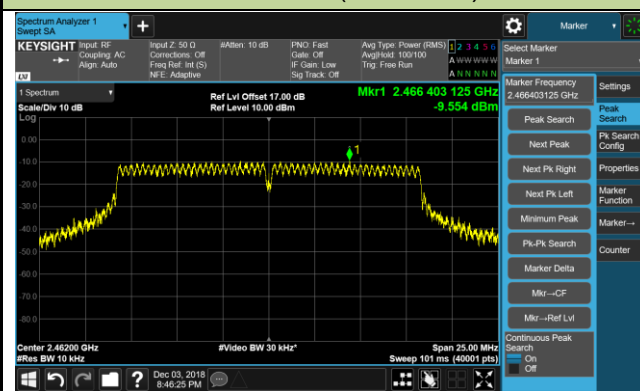 Spectrum Analyzer 1
Swept SA
+
Marker
KEYSIGHT
Input: RF
Coupling: AC
Align: Auto
Input Z: 50 Ω
Corrections: Off
Freq Ref: Int (S)
NFE: Adaptive
#Atten: 10 dB
PNO: Fast
Gate: Off
IF Gain: Low
Sig Track: Off
Avg Type: Power (RMS)
Avg|Hold: 100/100
Trig: Free Run
1 2 3 4 5 6
A W W W W W
A N N N N N
LXI
Select Marker
Marker 1
1 Spectrum
Scale/Div 10 dB
Log
Ref Lvl Offset 17.00 dB
Ref Level 10.00 dBm
Mkr1 2.466 403 125 GHz
-9.554 dBm
Marker Frequency
2.466403125 GHz
Settings
Peak Search
Peak
Search
Next Peak
Pk Search
Config
Next Pk Right
Properties
Next Pk Left
Marker
Function
Minimum Peak
Marker→
Pk-Pk Search
Counter
Marker Delta
Mkr→CF
Mkr→Ref Lvl
Continuous Peak
Search
On
Off
0.00
-10.0
-20.0
-30.0
-40.0
-50.0
-60.0
-70.0
-80.0
1
Center 2.46200 GHz
#Res BW 10 kHz
#Video BW 30 kHz*
Span 25.00 MHz
Sweep 101 ms (40001 pts)
?
Dec 03, 2018
8:46:25 PM